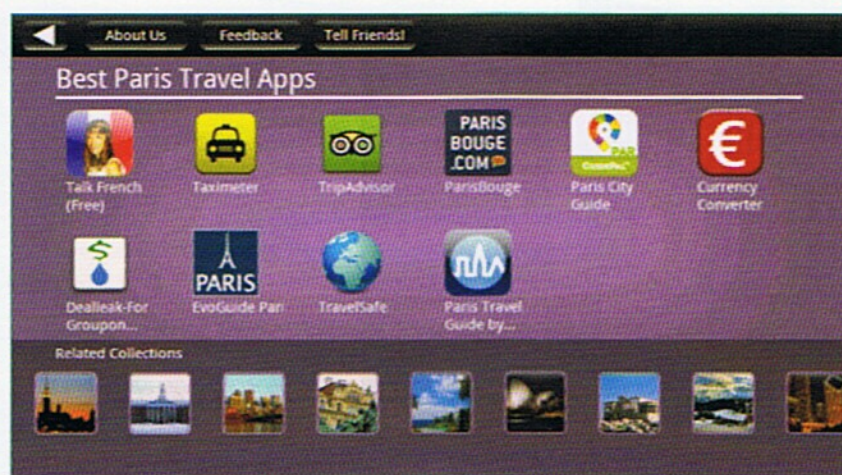 About Us
Feedback
Tell Friends!
Best Paris Travel Apps
PARIS
BOUGE
.COM
PAR
Talk French
(Free)
Taximeter
TripAdvisor
ParisBouge
Paris City
Guide
Currency
Converter
PARIS
Dealleak-For
Groupon...
EvoGuide Pari
TravelSafe
Paris Travel
Guide by...
Related Collections